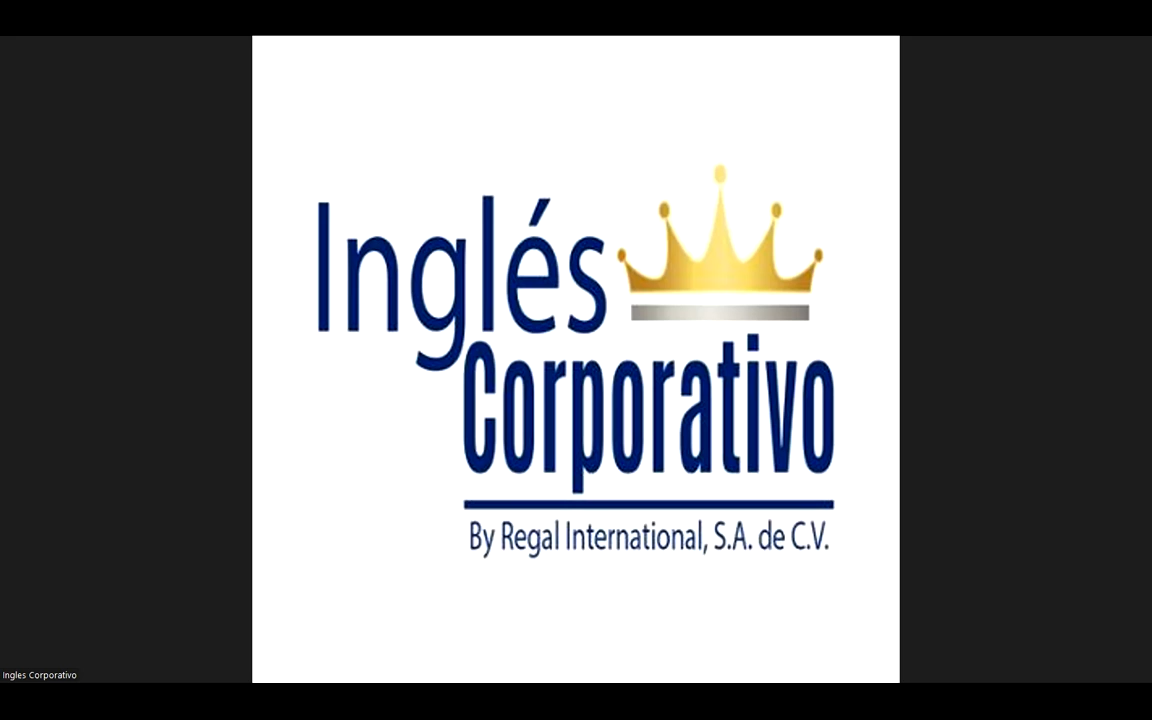 Inglés
Corporativo
By Regal International, S.A. de C.V.
Ingles Corporativo